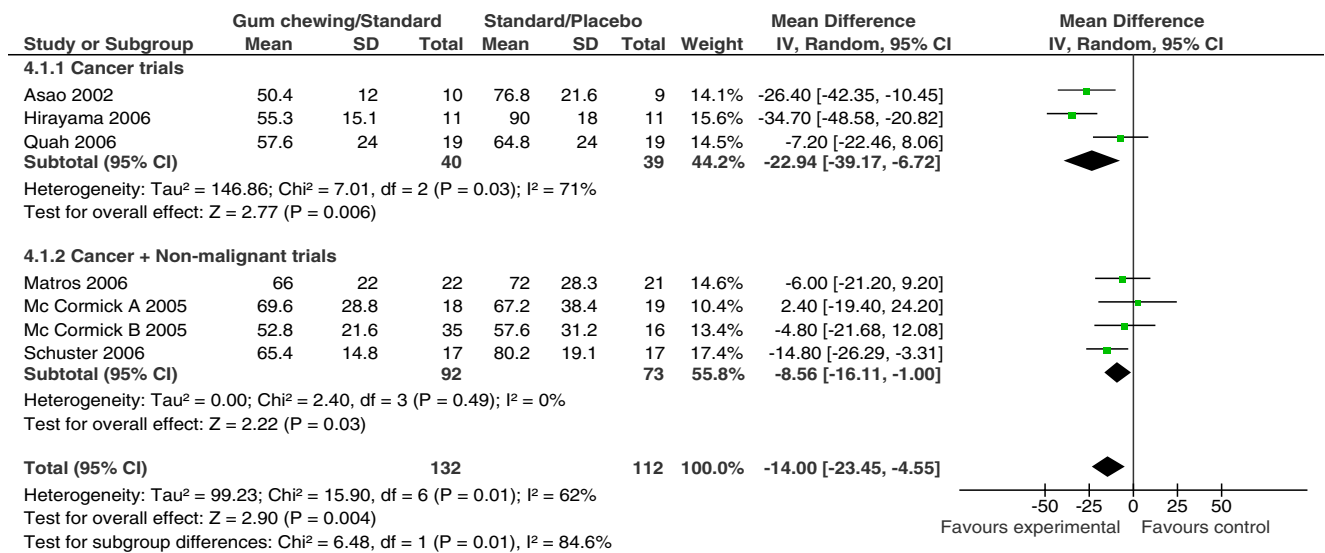 Gum chewing/Standard Standard/Placebo Mean Difference Mean Difference
Study or Subgroup Mean SD Total Mean SD Total Weight IV, Random, 95% CI IV, Random, 95% CI
4.1.1 Cancer trials
Asao 2002 50.4 12 10 76.8 21.6 9 14.1% -26.40 [-42.35, -10.45]
Hirayama 2006 55.3 15.1 11 90 18 11 15.6% -34.70 [-48.58, -20.82]
Quah 2006 57.6 24 19 64.8 24 19 14.5% -7.20 [-22.46, 8.06]
Subtotal (95% CI) 40 39 44.2% -22.94 [-39.17, -6.72]
Heterogeneity: Tau² = 146.86; Chi² = 7.01, df = 2 (P = 0.03); I² = 71%
Test for overall effect: Z = 2.77 (P = 0.006)
4.1.2 Cancer + Non-malignant trials
Matros 2006 66 22 22 72 28.3 21 14.6% -6.00 [-21.20, 9.20]
Mc Cormick A 2005 69.6 28.8 18 67.2 38.4 19 10.4% 2.40 [-19.40, 24.20]
Mc Cormick B 2005 52.8 21.6 35 57.6 31.2 16 13.4% -4.80 [-21.68, 12.08]
Schuster 2006 65.4 14.8 17 80.2 19.1 17 17.4% -14.80 [-26.29, -3.31]
Subtotal (95% CI) 92 73 55.8% -8.56 [-16.11, -1.00]
Heterogeneity: Tau² = 0.00; Chi² = 2.40, df = 3 (P = 0.49); I² = 0%
Test for overall effect: Z = 2.22 (P = 0.03)
Total (95% CI) 132 112 100.0% -14.00 [-23.45, -4.55]
Heterogeneity: Tau² = 99.23; Chi² = 15.90, df = 6 (P = 0.01); I² = 62%
Test for overall effect: Z = 2.90 (P = 0.004)
Test for subgroup differences: Chi² = 6.48, df = 1 (P = 0.01), I² = 84.6%
-50 -25 0 25 50
Favours experimental Favours control